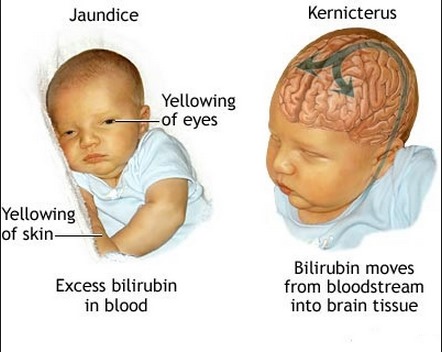 Jaundice
Yellowing
of eyes
Yellowing
of skin
Excess bilirubin
in blood
Kernicterus
Bilirubin moves
from bloodstream
into brain tissue